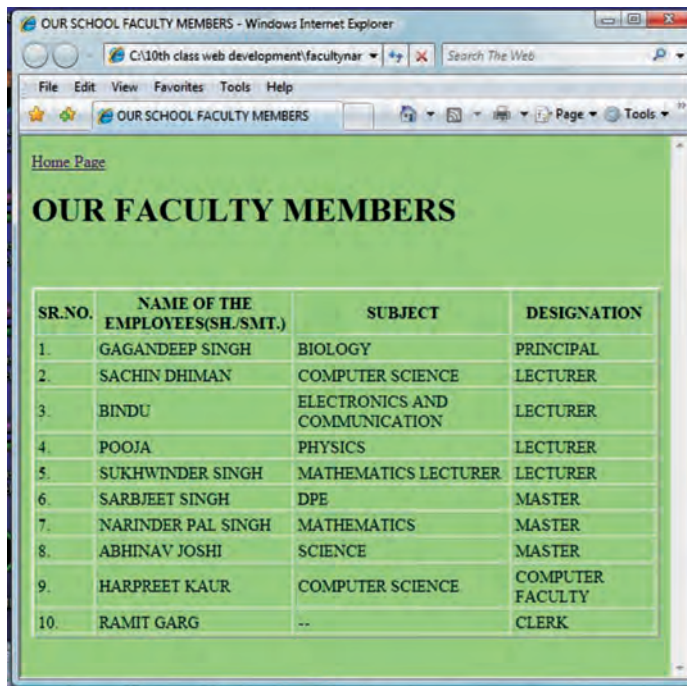 OUR SCHOOL FACULTY MEMBERS - Windows Internet Explorer
C:\10th class web development\facultynar
Search The Web
File Edit View Favorites Tools Help
OUR SCHOOL FACULTY MEMBERS
Page Tools
Home Page
OUR FACULTY MEMBERS
SR.NO. NAME OF THE EMPLOYEES(SH./SMT.) SUBJECT DESIGNATION
1. GAGANDEEP SINGH BIOLOGY PRINCIPAL
2. SACHIN DHIMAN COMPUTER SCIENCE LECTURER
3. BINDU ELECTRONICS AND COMMUNICATION LECTURER
4. POOJA PHYSICS LECTURER
5. SUKHWINDER SINGH MATHEMATICS LECTURER LECTURER
6. SARBJEET SINGH DPE MASTER
7. NARINDER PAL SINGH MATHEMATICS MASTER
8. ABHINAV JOSHI SCIENCE MASTER
9. HARPREET KAUR COMPUTER SCIENCE COMPUTER FACULTY
10. RAMIT GARG -- CLERK